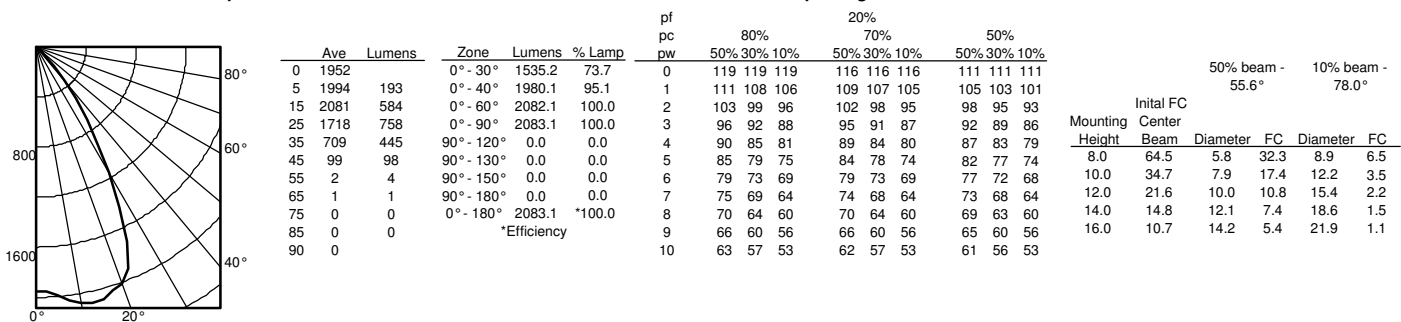 800
1600
0°
20°
40°
60°
80°
Ave Lumens
0 1952
5 1994 193
15 2081 584
25 1718 758
35 709 445
45 99 98
55 2 4
65 1 1
75 0 0
85 0 0
90 0
Zone Lumens % Lamp
0° - 30° 1535.2 73.7
0° - 40° 1980.1 95.1
0° - 60° 2082.1 100.0
0° - 90° 2083.1 100.0
90° - 120° 0.0 0.0
90° - 130° 0.0 0.0
90° - 150° 0.0 0.0
90° - 180° 0.0 0.0
0° - 180° 2083.1 *100.0
*Efficiency
pf 20%
pc 80% 70% 50%
pw 50% 30% 10% 50% 30% 10% 50% 30% 10%
0 119 119 119 116 116 116 111 111 111
1 111 108 106 109 107 105 105 103 101
2 103 99 96 102 98 95 98 95 93
3 96 92 88 95 91 87 92 89 86
4 90 85 81 89 84 80 87 83 79
5 85 79 75 84 78 74 82 77 74
6 79 73 69 79 73 69 77 72 68
7 75 69 64 74 68 64 73 68 64
8 70 64 60 70 64 60 69 63 60
9 66 60 56 66 60 56 65 60 56
10 63 57 53 62 57 53 61 56 53
50% beam - 10% beam -
55.6° 78.0°
Inital FC
Mounting Center
Height Beam Diameter FC Diameter FC
8.0 64.5 5.8 32.3 8.9 6.5
10.0 34.7 7.9 17.4 12.2 3.5
12.0 21.6 10.0 10.8 15.4 2.2
14.0 14.8 12.1 7.4 18.6 1.5
16.0 10.7 14.2 5.4 21.9 1.1